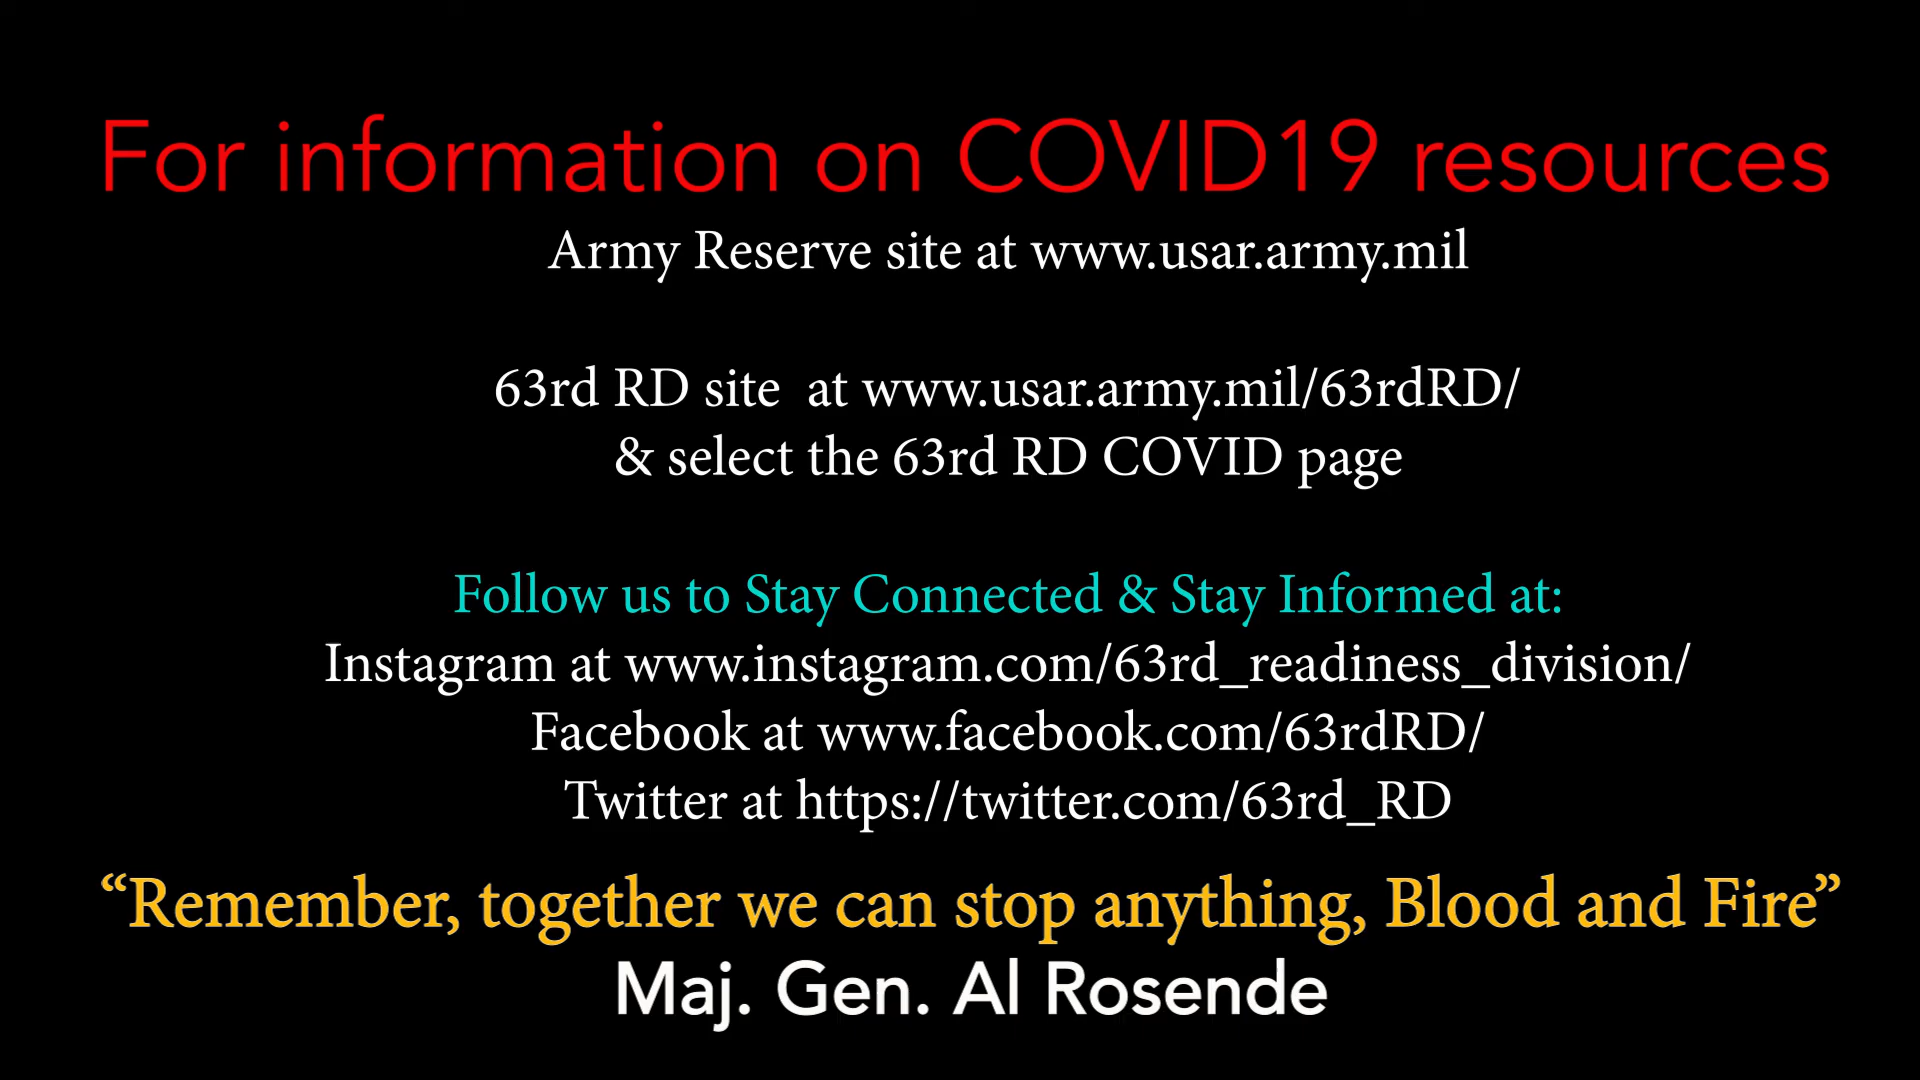 For information on COVID19 resources
Army Reserve site at www.usar.army.mil
63rd RD site  at www.usar.army.mil/63rdRD/
& select the 63rd RD COVID page
Follow us to Stay Connected & Stay Informed at:
Instagram at www.instagram.com/63rd_readiness_division/
Facebook at www.facebook.com/63rdRD/
Twitter at https://twitter.com/63rd_RD
“Remember, together we can stop anything, Blood and Fire”
Maj. Gen. Al Rosende